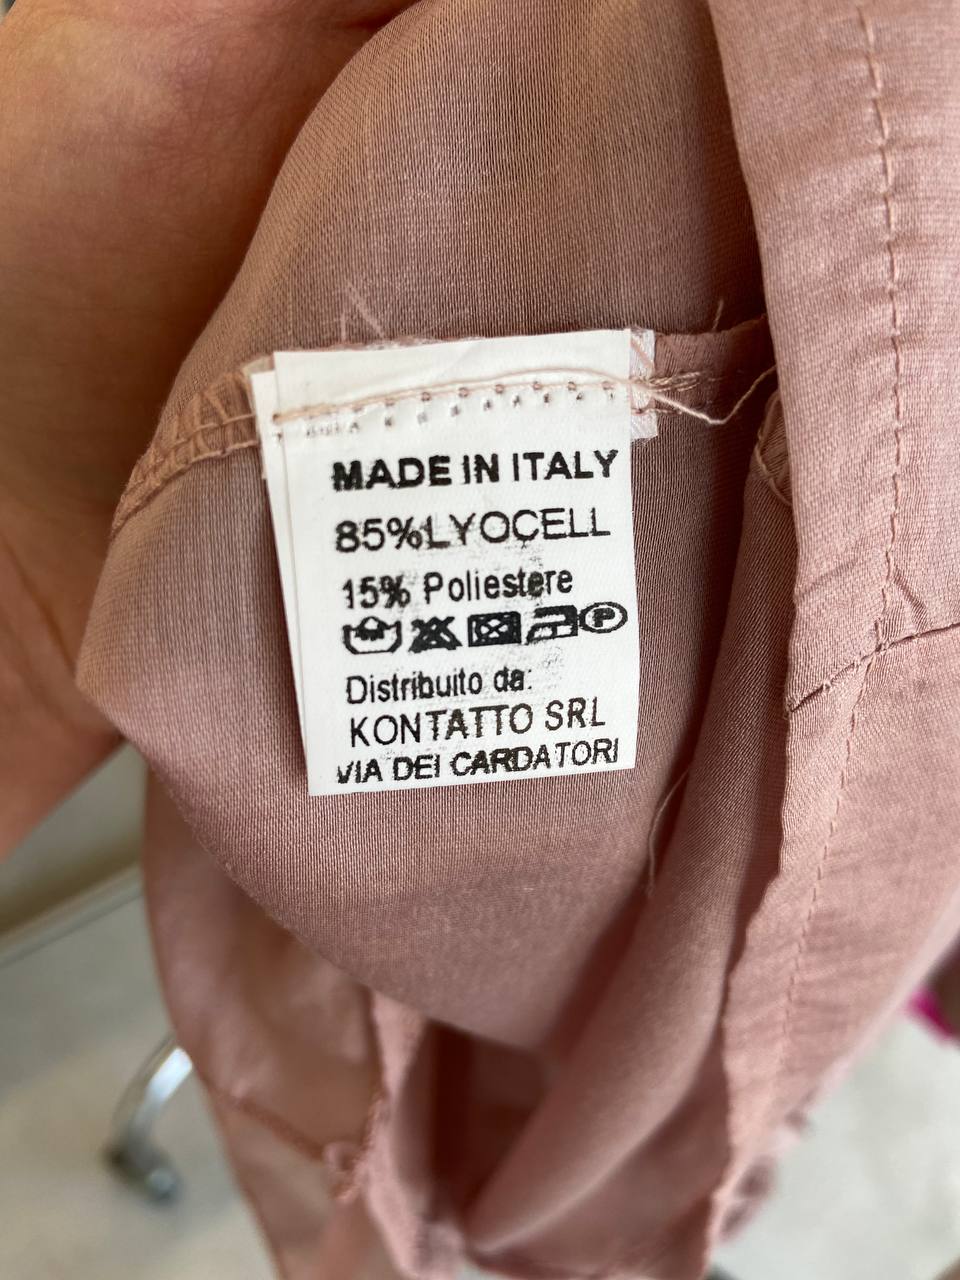 MADE IN ITALY
85%LYOCELL
15% Poliestere
P
Distribuito da:
KONTATTO SRL
VIA DEI CARDATORI